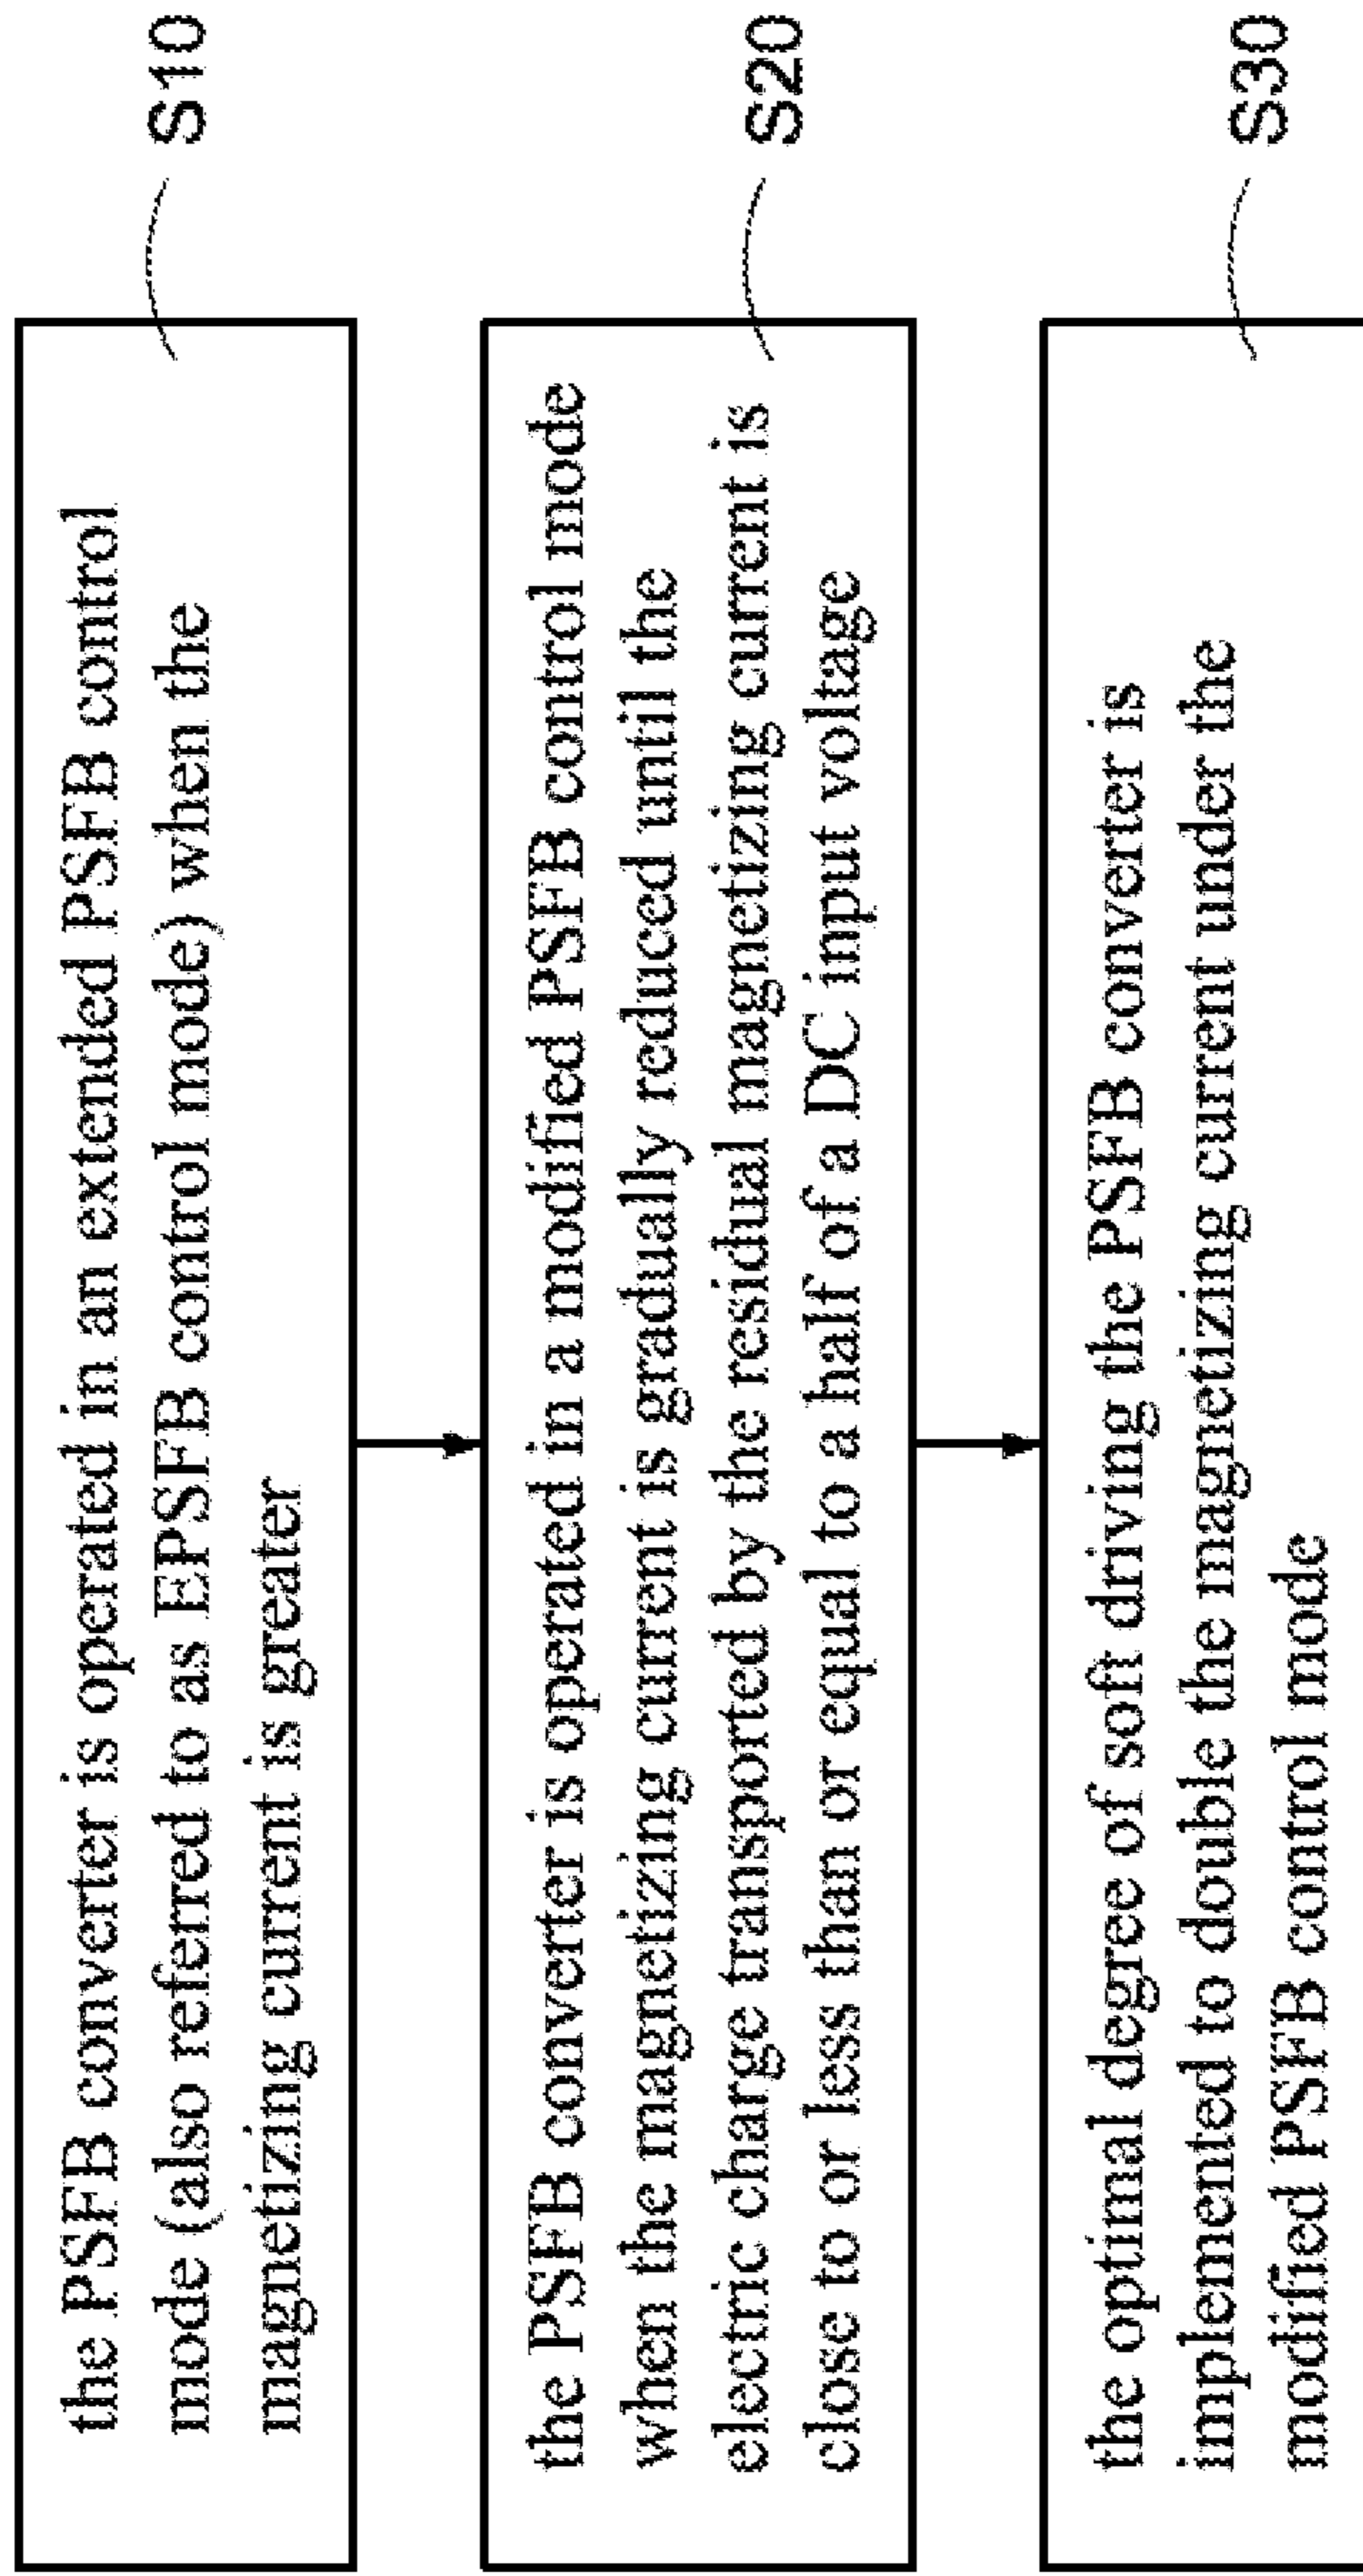 the PSFB converter is operated in an extended PSFB control
mode (also referred to as EPSFB control mode) when the
magnetizing current is greater
S10
the PSFB converter is operated in a modified PSFB control mode
when the magnetizing current is gradually reduced until the
electric charge transported by the residual magnetizing current is
close to or less than or equal to a half of a DC input voltage
S20
the optimal degree of soft driving the PSFB converter is
implemented to double the magnetizing current under the
modified PSFB control mode
S30